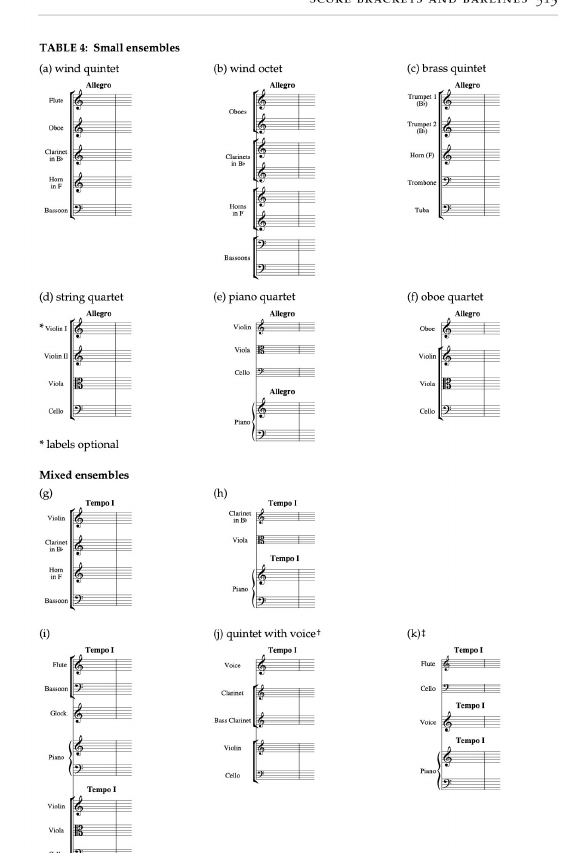 SCORE BRACKETS AND BARLINES 515
TABLE 4: Small ensembles
(a) wind quintet
Allegro
Flute
Oboe
Clarinet
in B♭
Horn
in F
Bassoon
(b) wind octet
Allegro
Oboes
Clarinets
in B♭
Horns
in F
Bassoons
(c) brass quintet
Allegro
Trumpet 1
(B♭)
Trumpet 2
(B♭)
Horn (F)
Trombone
Tuba
(d) string quartet
Allegro
* Violin I
Violin II
Viola
Cello
* labels optional
(e) piano quartet
Allegro
Violin
Viola
Cello
Allegro
Piano
(f) oboe quartet
Allegro
Oboe
Violin
Viola
Cello
Mixed ensembles
(g)
Tempo I
Violin
Clarinet
in B♭
Horn
in F
Bassoon
(h)
Tempo I
Clarinet
in B♭
Viola
Tempo I
Piano
(i)
Tempo I
Flute
Bassoon
Glock.
Piano
Tempo I
Violin
Viola
Cello
(j) quintet with voice†
Tempo I
Voice
Clarinet
Bass Clarinet
Violin
Cello
(k)‡
Tempo I
Flute
Cello
Tempo I
Voice
Tempo I
Piano